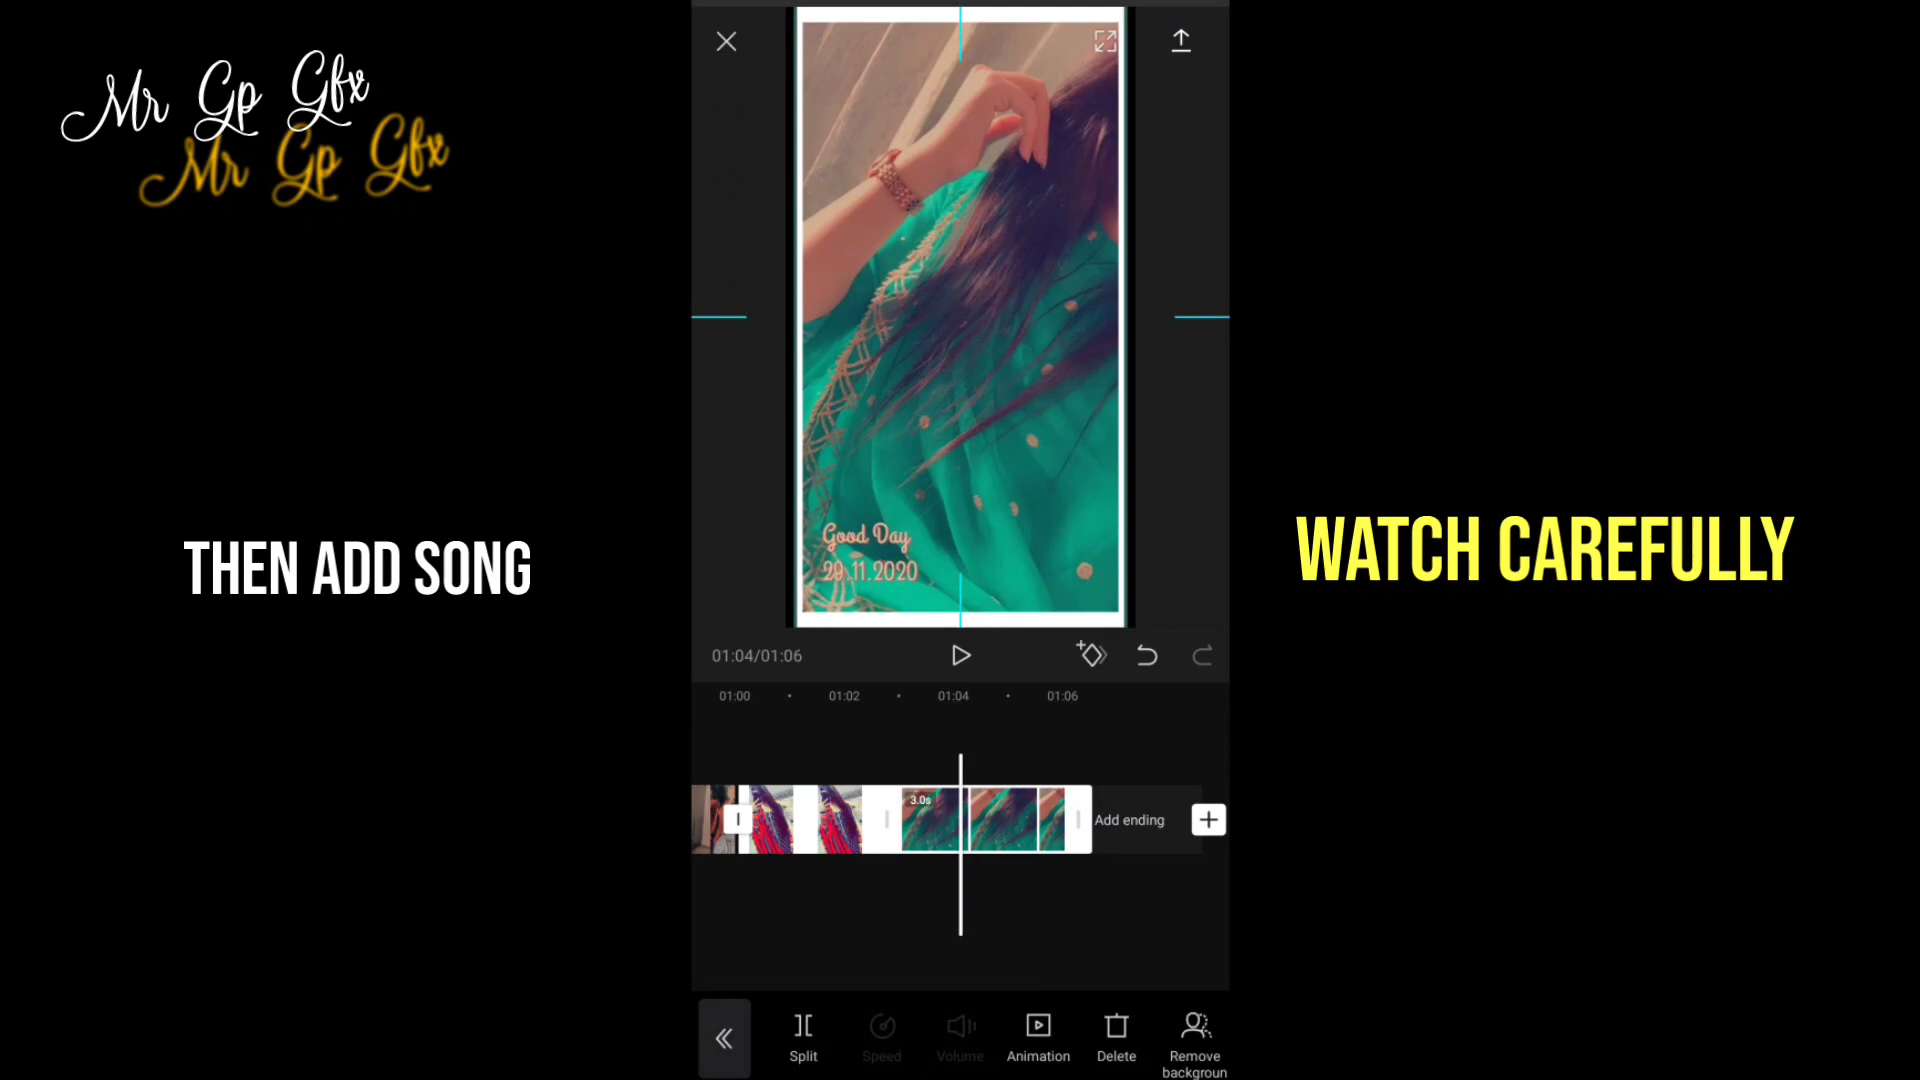 Mr Gp Gfx
Mr Gp Gfx
THEN ADD SONG
WATCH CAREFULLY
Good Day
29.11.2020
01:04/01:06
01:00
01:02
01:04
01:06
3.0s
Add ending
Split
Speed
Volume
Animation
Delete
Remove
backgroun